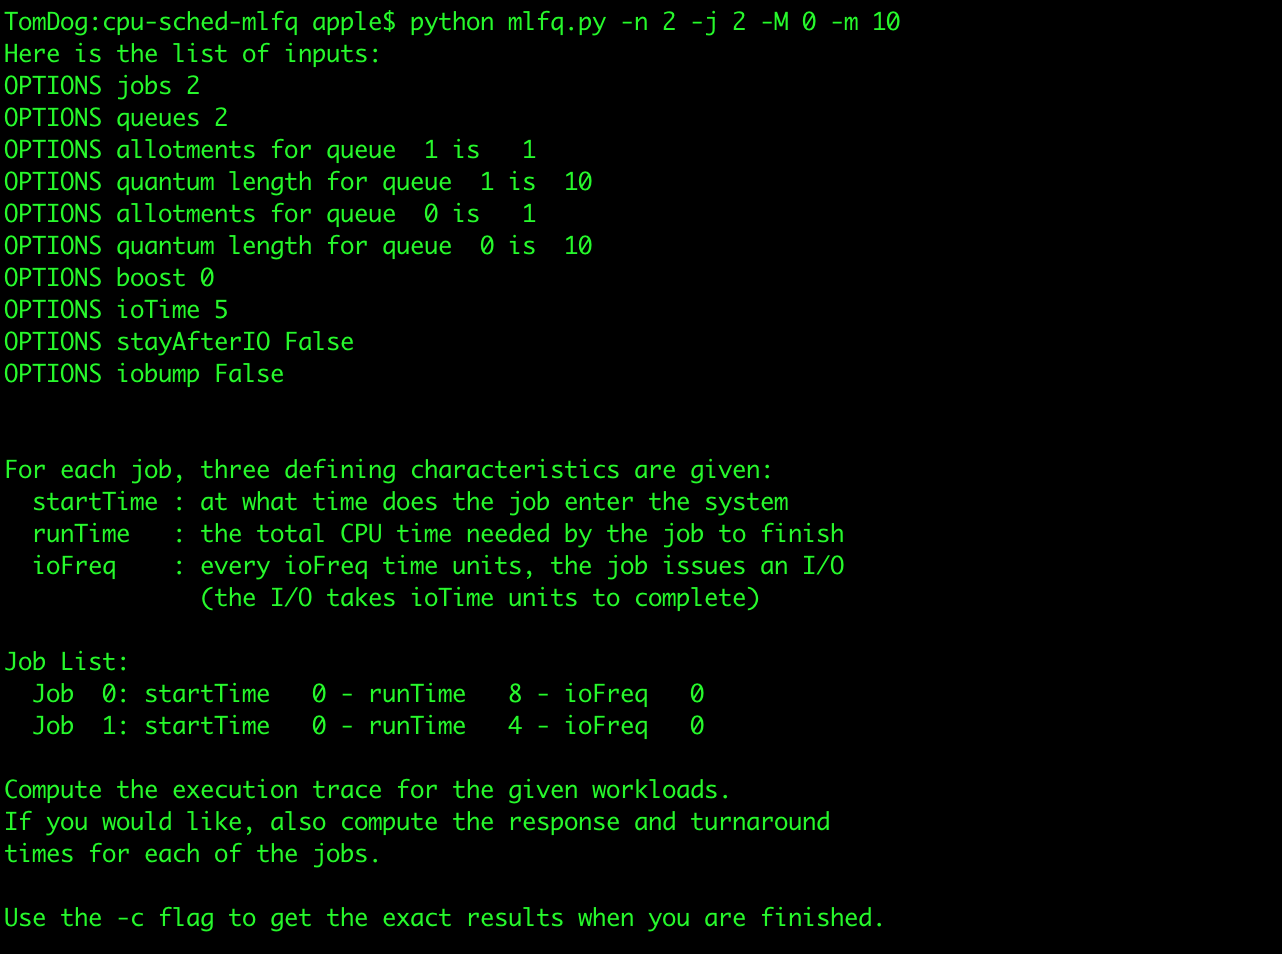 TomDog:cpu-sched-mlfq apple$ python mlfq.py -n 2 -j 2 -M 0 -m 10
Here is the list of inputs:
OPTIONS jobs 2
OPTIONS queues 2
OPTIONS allotments for queue  1 is   1
OPTIONS quantum length for queue  1 is  10
OPTIONS allotments for queue  0 is   1
OPTIONS quantum length for queue  0 is  10
OPTIONS boost 0
OPTIONS ioTime 5
OPTIONS stayAfterIO False
OPTIONS iobump False
For each job, three defining characteristics are given:
  startTime : at what time does the job enter the system
  runTime   : the total CPU time needed by the job to finish
  ioFreq    : every ioFreq time units, the job issues an I/O
              (the I/O takes ioTime units to complete)
Job List:
  Job  0: startTime   0 - runTime   8 - ioFreq   0
  Job  1: startTime   0 - runTime   4 - ioFreq   0
Compute the execution trace for the given workloads.
If you would like, also compute the response and turnaround
times for each of the jobs.
Use the -c flag to get the exact results when you are finished.